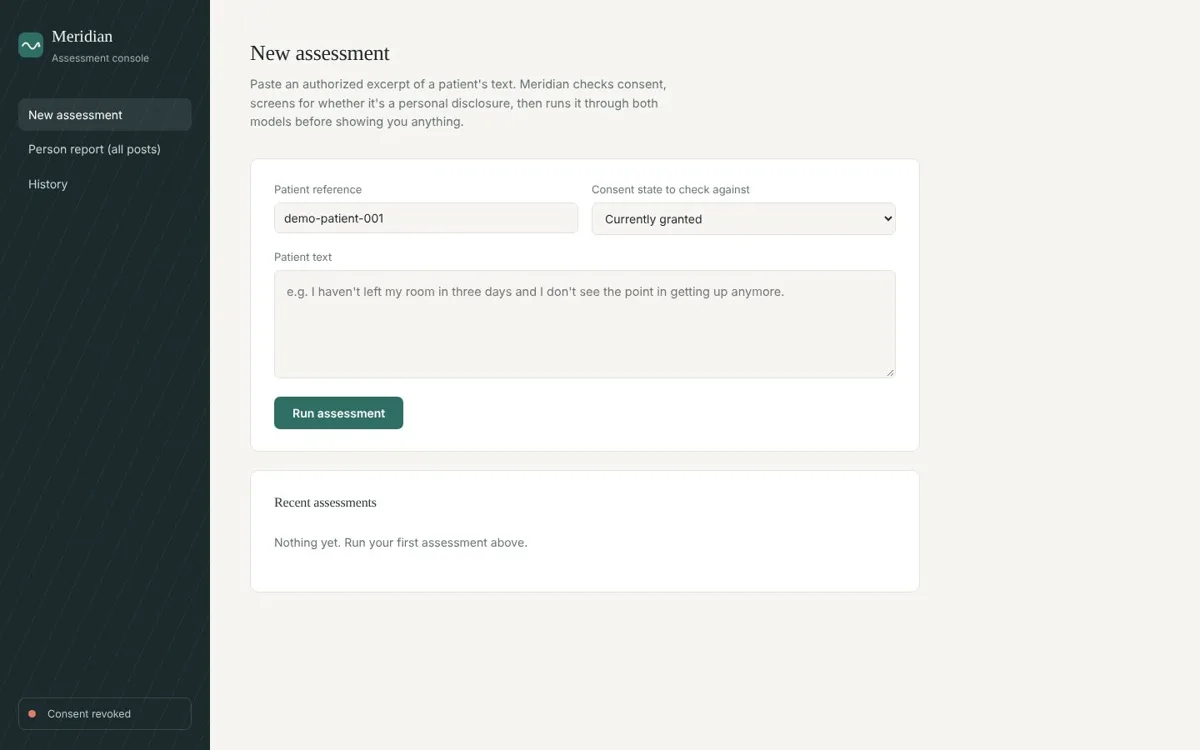 Meridian
Assessment console
New assessment
Person report (all posts)
History
Consent revoked
New assessment
Paste an authorized excerpt of a patient's text. Meridian checks consent,
screens for whether it's a personal disclosure, then runs it through both
models before showing you anything.
Patient reference
demo-patient-001
Consent state to check against
Currently granted
Patient text
e.g. I haven't left my room in three days and I don't see the point in getting up anymore.
Run assessment
Recent assessments
Nothing yet. Run your first assessment above.